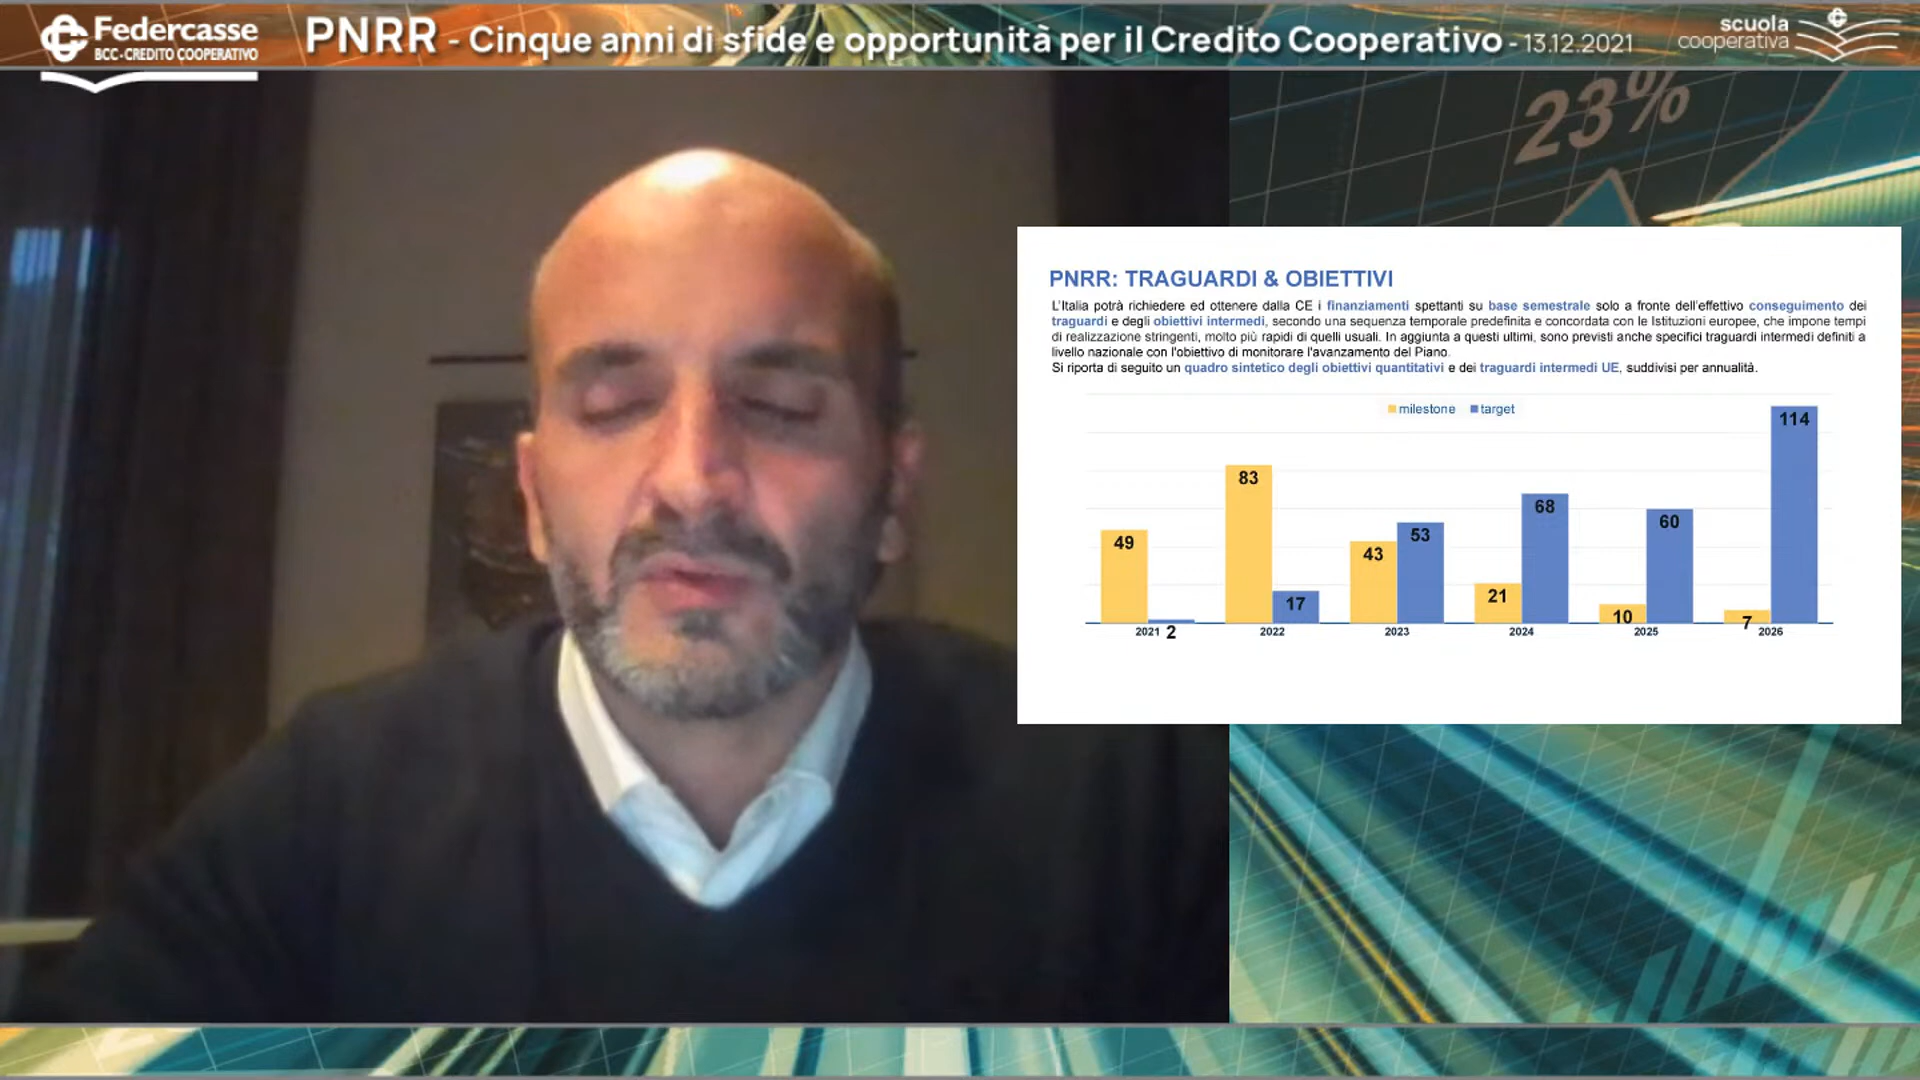 Federcasse
BCC-CREDITO COOPERATIVO
PNRR - Cinque anni di sfide e opportunità per il Credito Cooperativo - 13.12.2021
scuola
cooperativa
23%
PNRR: TRAGUARDI & OBIETTIVI
L'Italia potrà richiedere ed ottenere dalla CE i finanziamenti spettanti su base semestrale solo a fronte dell'effettivo conseguimento dei
traguardi e degli obiettivi intermedi, secondo una sequenza temporale predefinita e concordata con le Istituzioni europee, che impone tempi
di realizzazione stringenti, molto più rapidi di quelli usuali. In aggiunta a questi ultimi, sono previsti anche specifici traguardi intermedi definiti a
livello nazionale con l'obiettivo di monitorare l'avanzamento del Piano.
Si riporta di seguito un quadro sintetico degli obiettivi quantitativi e dei traguardi intermedi UE, suddivisi per annualità.
milestone target
49 2 83 17 43 53 21 68 10 60 7 114
2021 2022 2023 2024 2025 2026